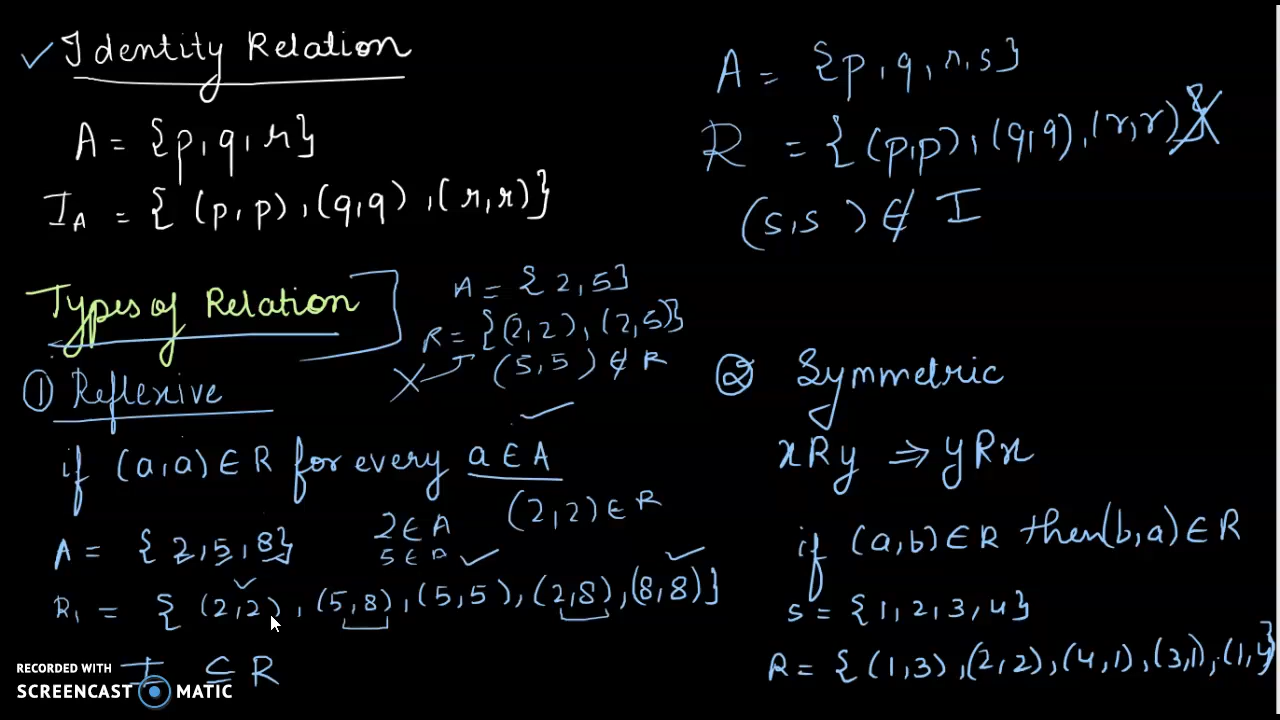 ✓ Identity Relation
A = {p, q, r}
I_A = { (p, p), (q, q), (r, r)}
Types of Relation
A = {2, 5}
R = {(2, 2), (2, 5)}
X (5, 5) ∉ R
① Reflexive
if (a, a) ∈ R for every a ∈ A
(2, 2) ∈ R
A = {2, 5, 8}
2 ∈ A
5 ∈ A
R₁ = { (2, 2), (5, 8), (5, 5), (2, 8), (8, 8)}
I ⊆ R
A = {p, q, r, s}
R = {(p, p), (q, q), (r, r)}
(s, s) ∉ I
② Symmetric
xRy ⇒ yRx
if (a, b) ∈ R then (b, a) ∈ R
S = {1, 2, 3, 4}
R = {(1, 3), (2, 2), (4, 1), (3, 1), (1, 4)}
RECORDED WITH
SCREENCAST MATIC